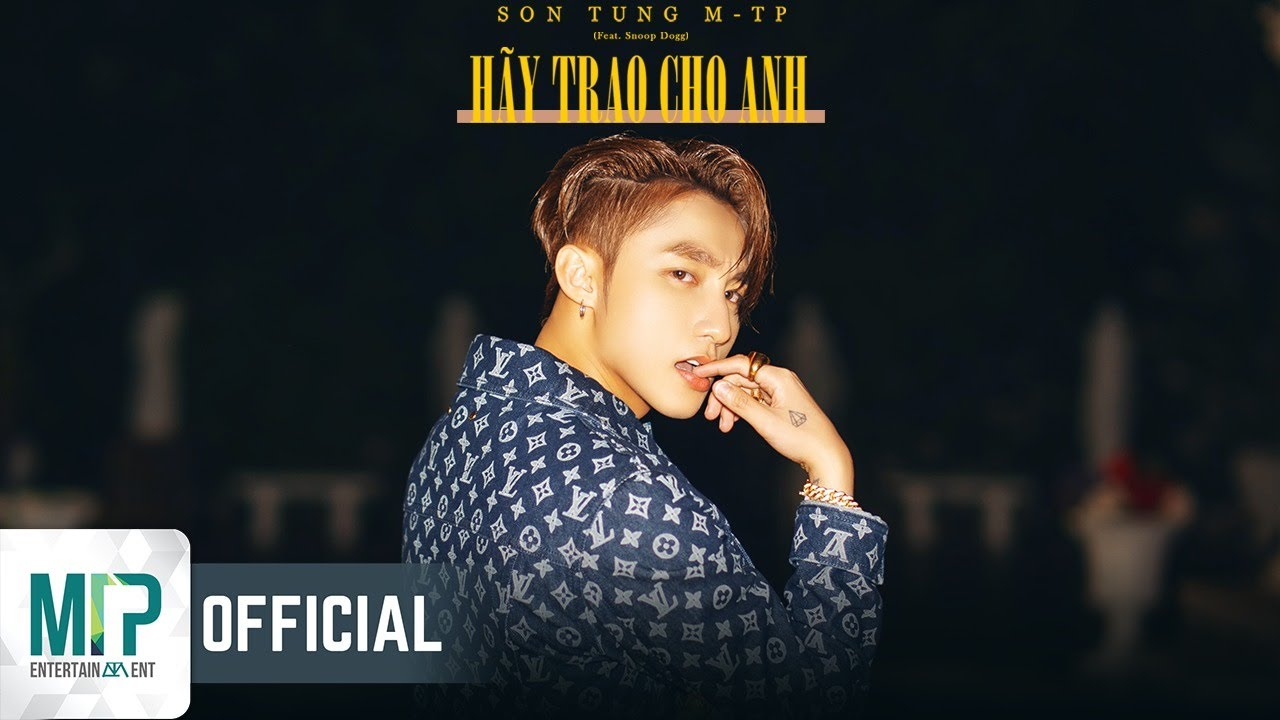 SON TUNG M-TP
(Feat. Snoop Dogg)
HÃY TRAO CHO ANH
MTP
ENTERTAINMENT
OFFICIAL